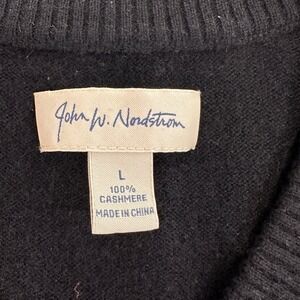 John W. Nordstrom
L
100%
CASHMERE
MADE IN CHINA